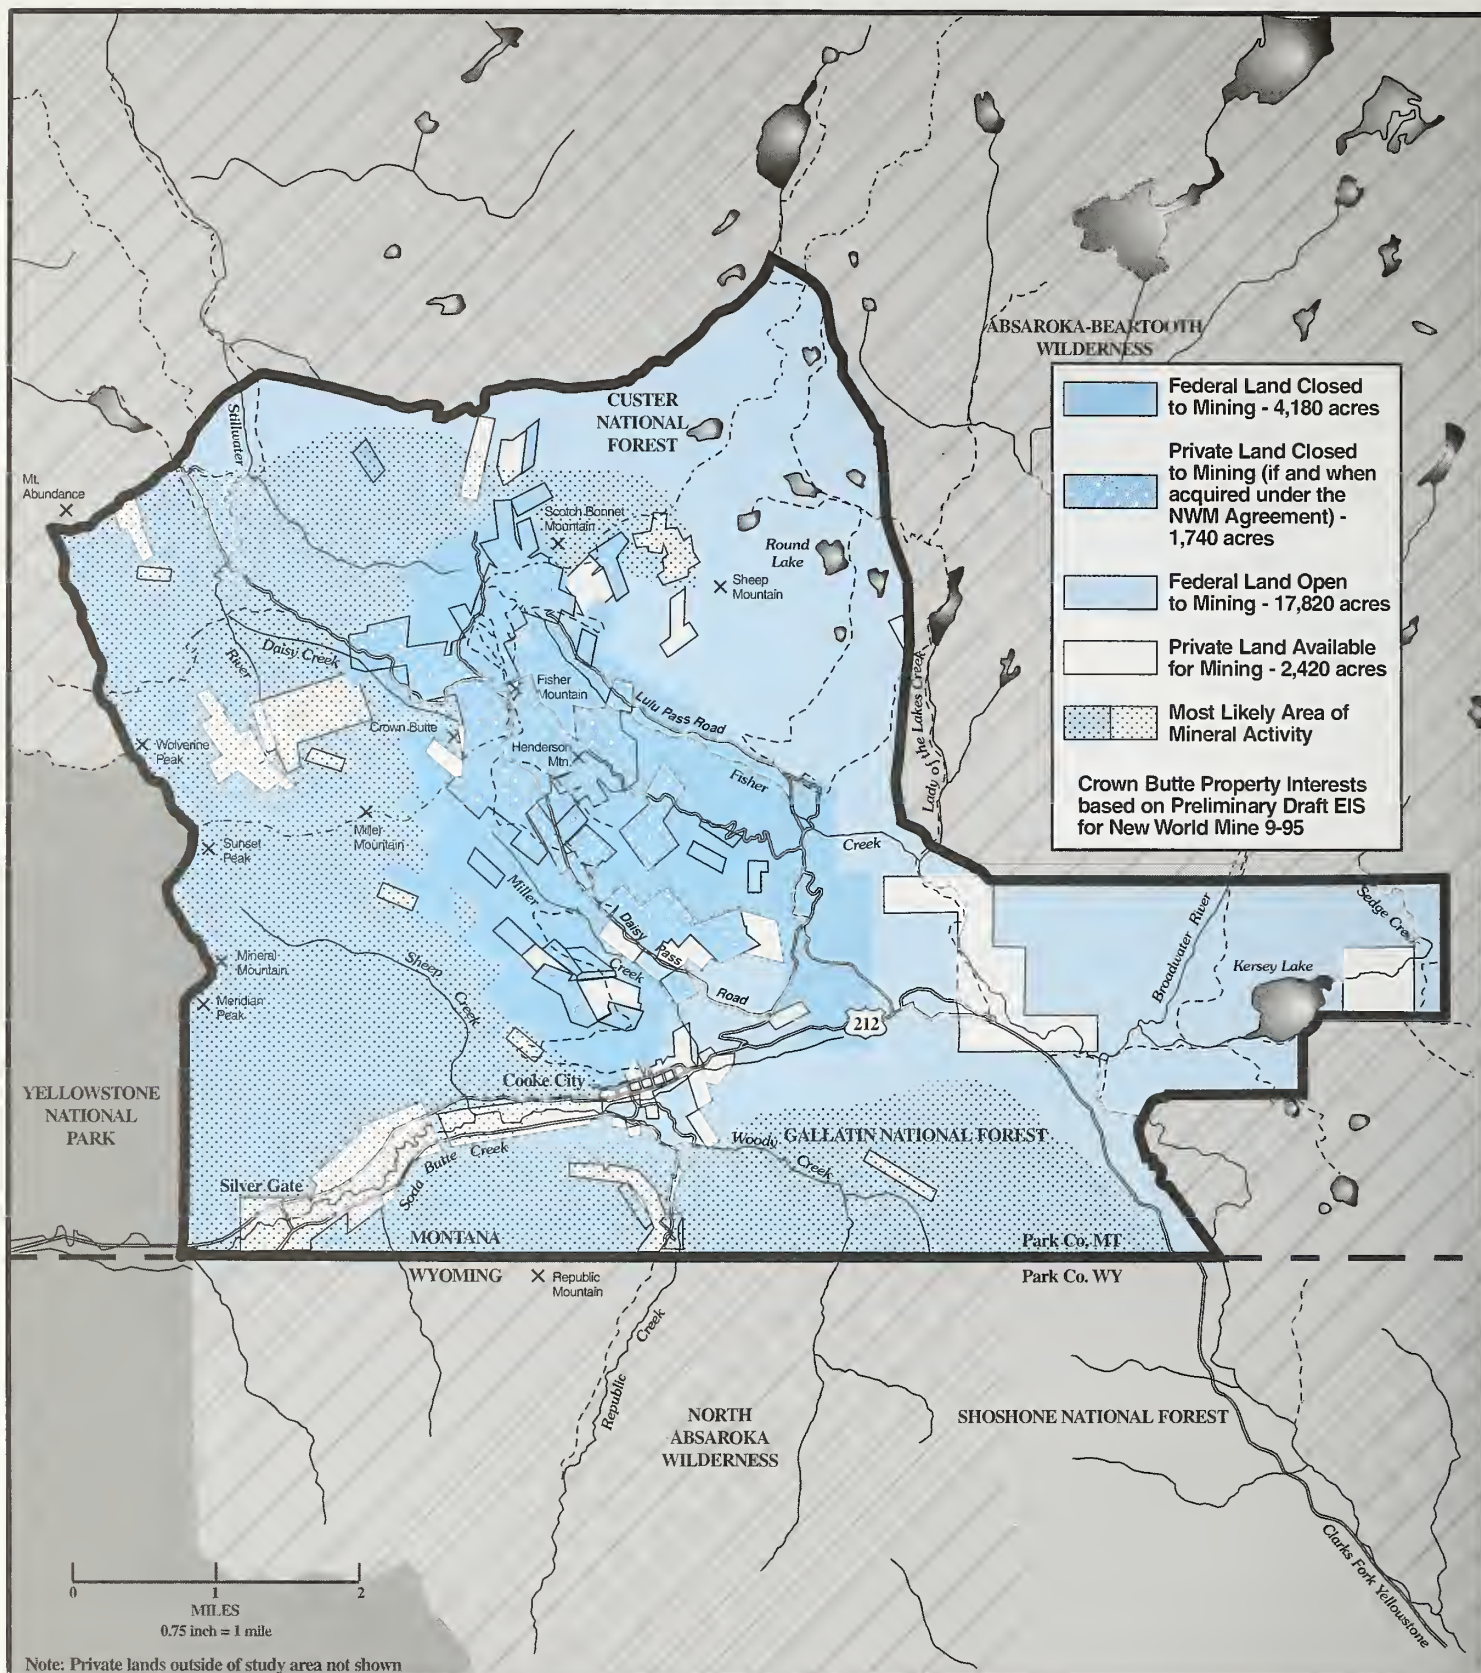 ABSAROKA-BEARTOOTH
WILDERNESS
Federal Land Closed
to Mining - 4,180 acres
Private Land Closed
to Mining (if and when
acquired under the
NWM Agreement) -
1,740 acres
Federal Land Open
to Mining - 17,820 acres
Private Land Available
for Mining - 2,420 acres
Most Likely Area of
Mineral Activity
Crown Butte Property Interests
based on Preliminary Draft EIS
for New World Mine 9-95
CUSTER
NATIONAL
FOREST
Stillwater
Mt.
Abundance
Scotch Bonnet
Mountain
Round
Lake
Sheep
Mountain
Daisy Creek
River
Fisher
Mountain
Lulu Pass Road
Lady of the Lakes Creek
Crown Butte
Wolverine
Peak
Henderson
Mtn.
Fisher
Miller
Mountain
Sunset
Peak
Creek
Miller
Daisy
Pass
Creek
Road
Sheep
Creek
Mineral
Mountain
Meridian
Peak
Broadwater River
Sedge Cre
Kersey Lake
212
YELLOWSTONE
NATIONAL
PARK
Cooke City
Woody
Creek
GALLATIN NATIONAL FOREST
Soda Butte Creek
Silver Gate
MONTANA
Park Co. MT
WYOMING
Republic
Mountain
Park Co. WY
Republic Creek
NORTH
ABSAROKA
WILDERNESS
SHOSHONE NATIONAL FOREST
Clarks Fork Yellowstone
0 1 2
MILES
0.75 inch = 1 mile
Note: Private lands outside of study area not shown